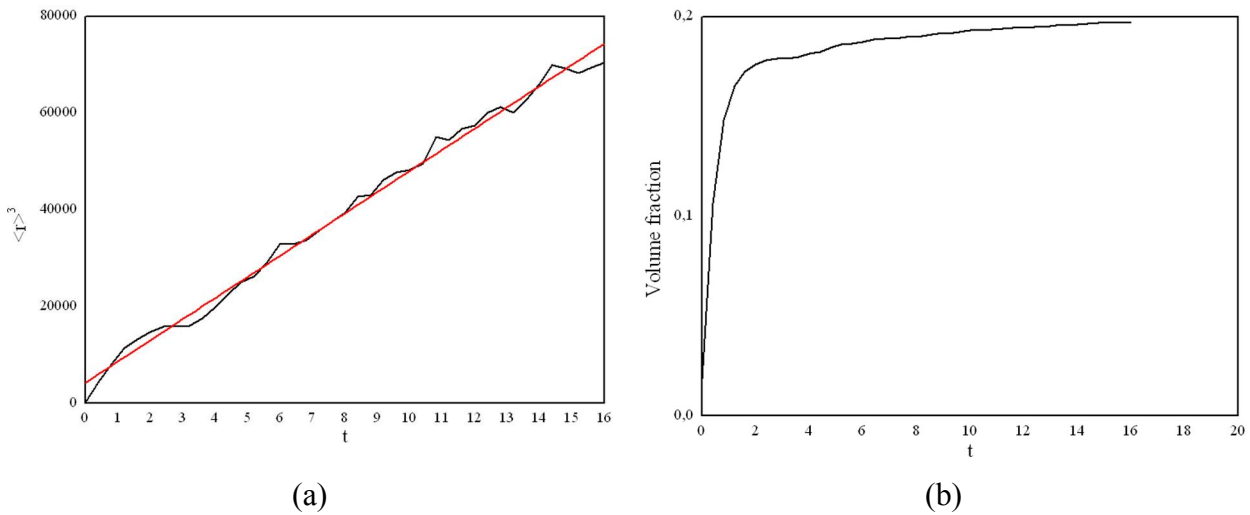 80000
60000
<r>³
40000
20000
0
0 1 2 3 4 5 6 7 8 9 10 11 12 13 14 15 16
t
(a)
0,2
Volume fraction
0,1
0,0
0 2 4 6 8 10 12 14 16 18 20
t
(b)